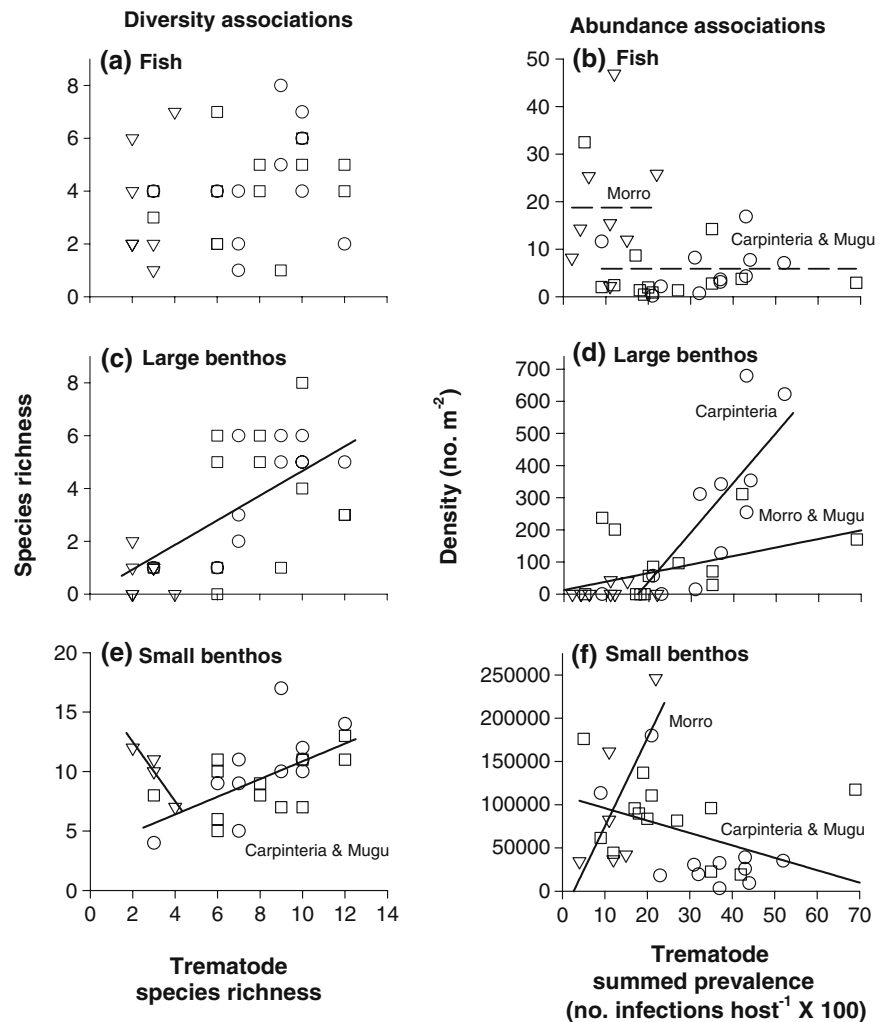 Diversity associations
Abundance associations
(a) Fish
8
6
4
2
0
(b) Fish
50
40
30
20
10
0
Morro
Carpinteria & Mugu
Species richness
(c) Large benthos
8
6
4
2
0
Density (no. m⁻²)
(d) Large benthos
700
600
500
400
300
200
100
0
Carpinteria
Morro & Mugu
(e) Small benthos
20
15
10
5
0
Carpinteria & Mugu
0 2 4 6 8 10 12 14
Trematode
species richness
(f) Small benthos
250000
200000
150000
100000
50000
0
Morro
Carpinteria & Mugu
0 10 20 30 40 50 60 70
Trematode
summed prevalence
(no. infections host⁻¹ X 100)